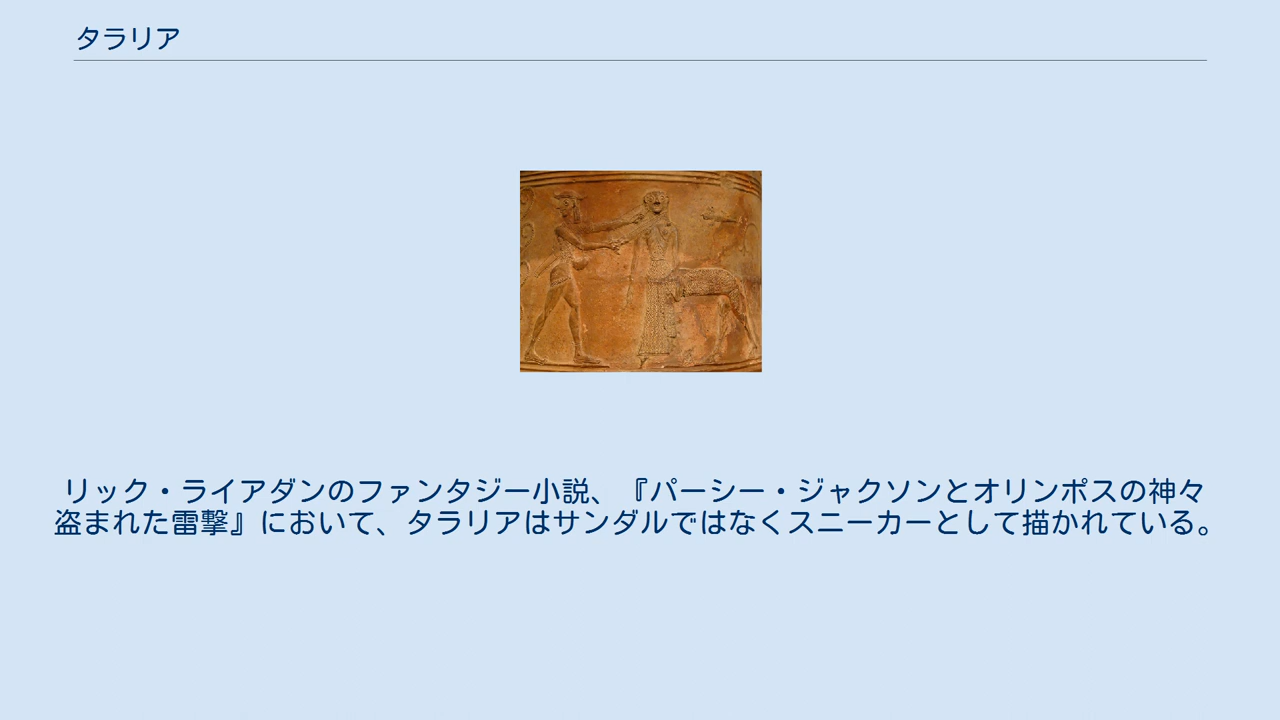 タラリア
リック・ライアダンのファンタジー小説、『パーシー・ジャクソンとオリンポスの神々
盗まれた雷撃』において、タラリアはサンダルではなくスニーカーとして描かれている。